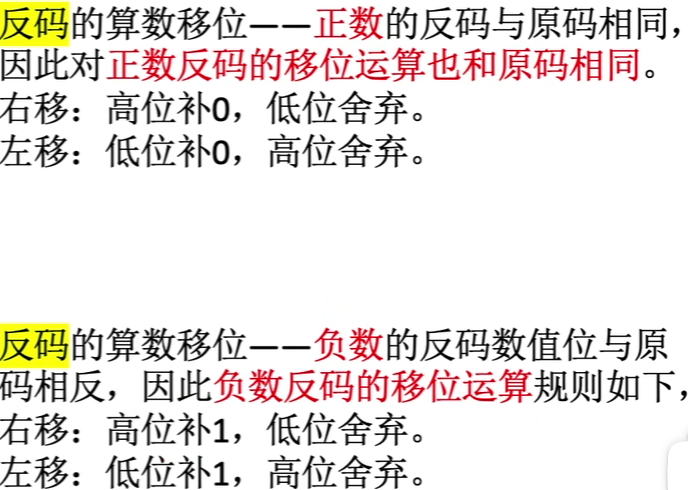 反码的算数移位——正数的反码与原码相同，
因此对正数反码的移位运算也和原码相同。
右移：高位补0，低位舍弃。
左移：低位补0，高位舍弃。
反码的算数移位——负数的反码数值位与原
码相反，因此负数反码的移位运算规则如下，
右移：高位补1，低位舍弃。
左移：低位补1，高位舍弃。